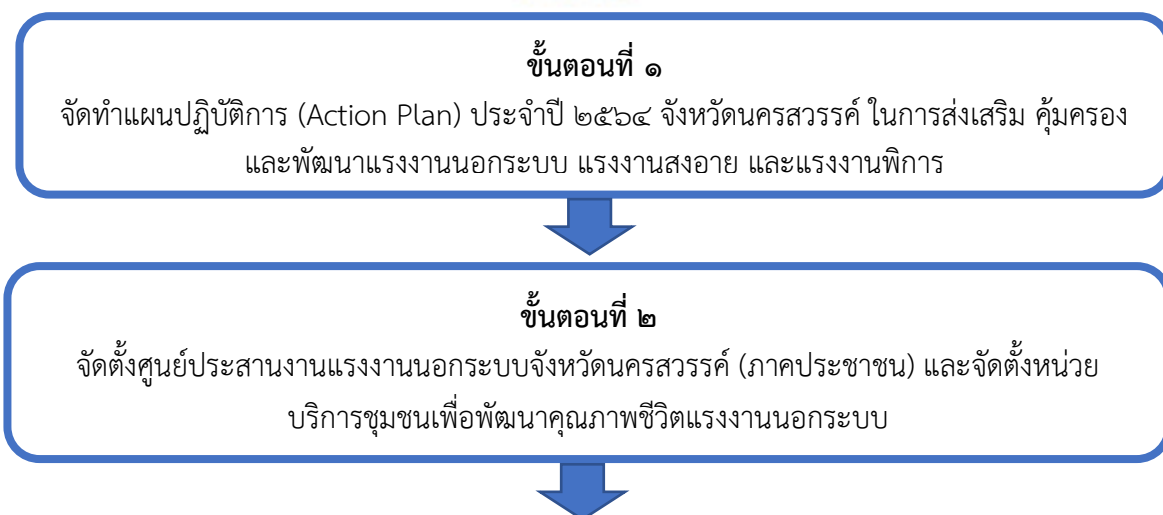 ขั้นตอนที่ ๑
จัดทำแผนปฏิบัติการ (Action Plan) ประจำปี ๒๕๖๔ จังหวัดนครสวรรค์ ในการส่งเสริม คุ้มครอง
และพัฒนาแรงงานนอกระบบ แรงงานสูงอายุ และแรงงานพิการ
ขั้นตอนที่ ๒
จัดตั้งศูนย์ประสานงานแรงงานนอกระบบจังหวัดนครสวรรค์ (ภาคประชาชน) และจัดตั้งหน่วย
บริการชุมชนเพื่อพัฒนาคุณภาพชีวิตแรงงานนอกระบบ